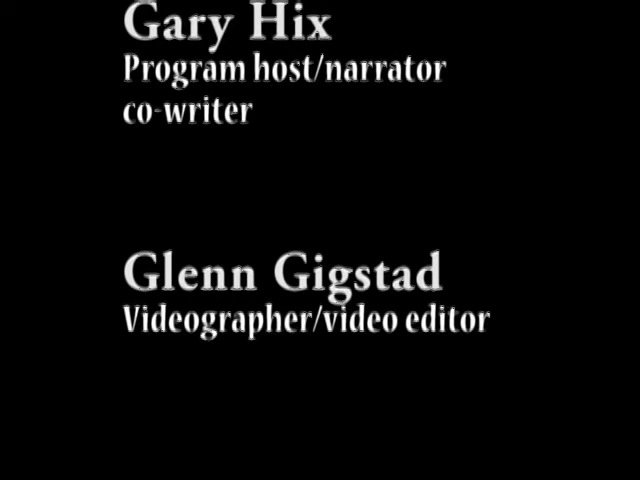 Gary Hix
Program host/narrator
co-writer
Glenn Gigstad
Videographer/video editor